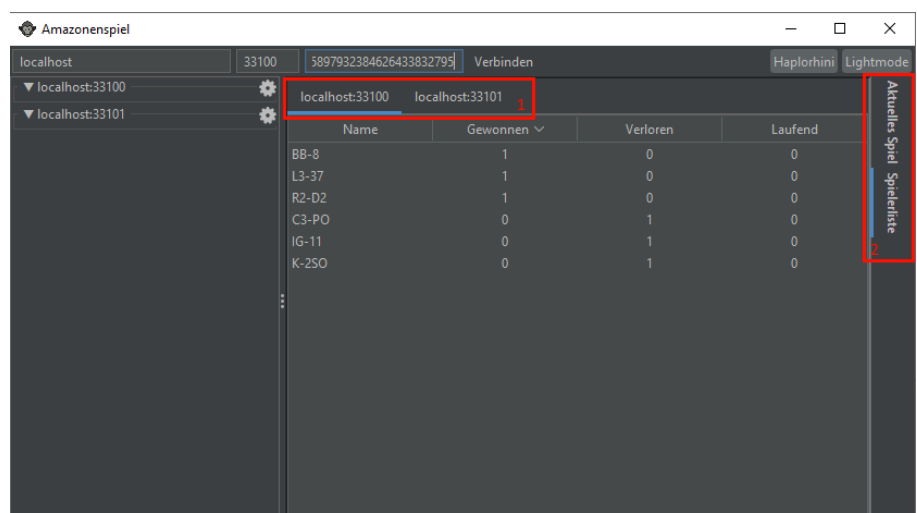 Amazonenspiel
localhost 33100 5897932384626433832795 Verbinden Haplorhini Lightmode
▼ localhost:33100
▼ localhost:33101
localhost:33100 localhost:33101 1
Name Gewonnen Verloren Laufend
BB-8 1 0 0
L3-37 1 0 0
R2-D2 1 0 0
C3-PO 0 1 0
IG-11 0 1 0
K-2SO 0 1 0
Aktuelles Spiel Spielerliste
2